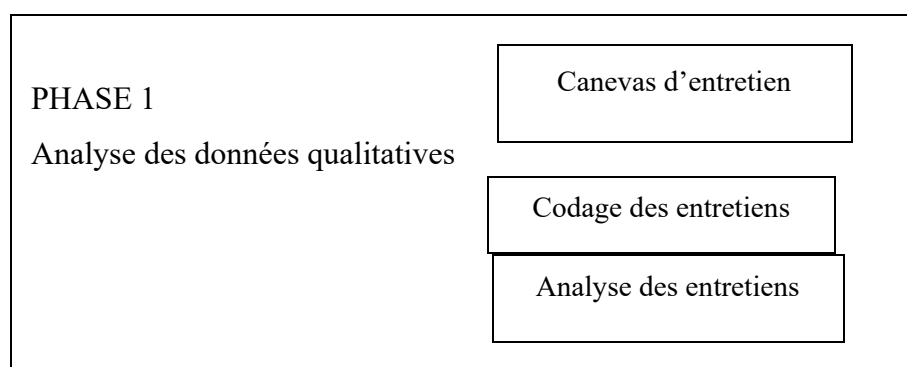 PHASE 1
Analyse des données qualitatives
Canevas d’entretien
Codage des entretiens
Analyse des entretiens